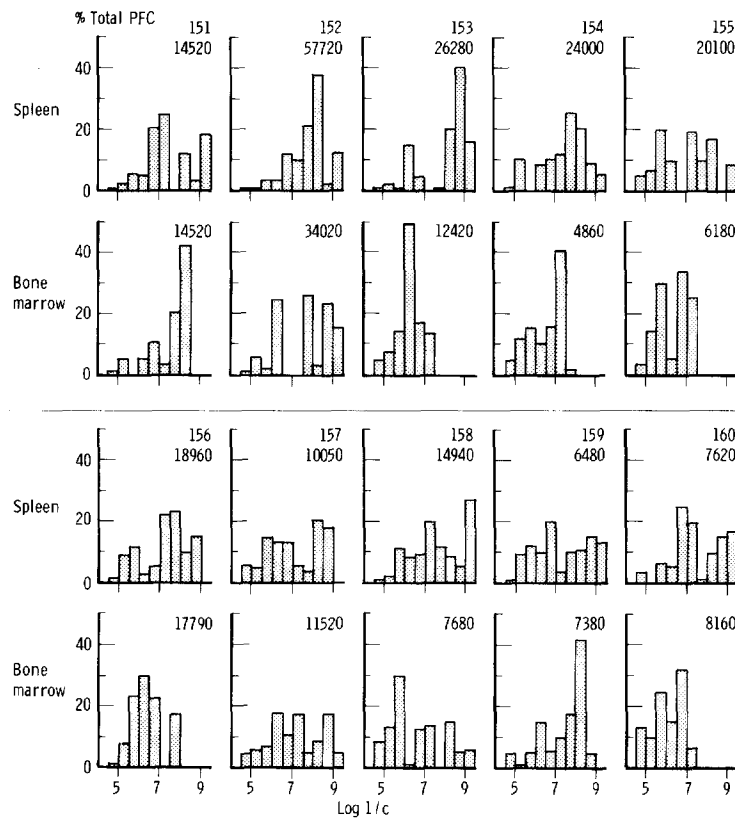 % Total PFC
151 152 153 154 155
14520 57720 26280 24000 20100
40
Spleen
20
0
14520 34020 12420 4860 6180
40
Bone
marrow
20
0
156 157 158 159 160
18960 10050 14940 6480 7620
40
Spleen
20
0
17790 11520 7680 7380 8160
40
Bone
marrow
20
0
5 7 9 5 7 9 5 7 9 5 7 9 5 7 9
Log 1/c